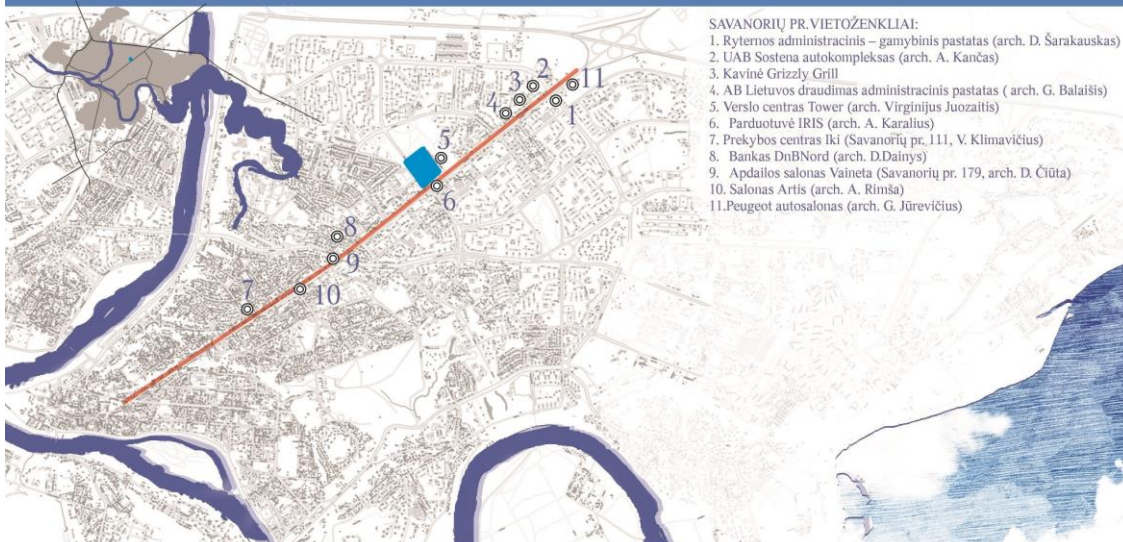 SAVANORIŲ PR.VIETOŽENKLIAI:
1. Ryternos administracinis – gamybinis pastatas (arch. D. Šarakauskas)
2. UAB Sostena autokompleksas (arch. A. Kančas)
3. Kavinė Grizzly Grill
4. AB Lietuvos draudimas administracinis pastatas ( arch. G. Balaišis)
5. Verslo centras Tower (arch. Virginijus Juozaitis)
6. Parduotuvė IRIS (arch. A. Karalius)
7. Prekybos centras Iki (Savanorių pr. 111, V. Klimavičius)
8. Bankas DnBNord (arch. D.Dainys)
9. Apdailos salonas Vaineta (Savanorių pr. 179, arch. D. Čiūta)
10. Salonas Artis (arch. A. Rimša)
11.Peugeot autosalonas (arch. G. Jūrevičius)
2
3
11
4
1
5
6
8
9
10
7